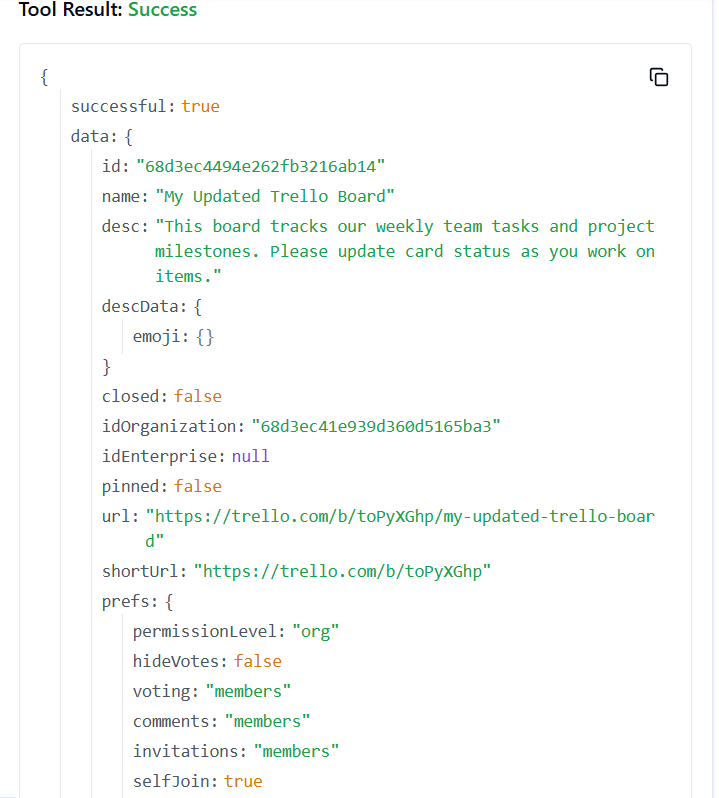 Tool Result: Success
{
successful: true
data: {
id: "68d3ec4494e262fb3216ab14"
name: "My Updated Trello Board"
desc: "This board tracks our weekly team tasks and project
milestones. Please update card status as you work on
items."
descData: {
emoji: {}
}
closed: false
idOrganization: "68d3ec41e939d360d5165ba3"
idEnterprise: null
pinned: false
url: "https://trello.com/b/toPyXGhp/my-updated-trello-boar
d"
shortUrl: "https://trello.com/b/toPyXGhp"
prefs: {
permissionLevel: "org"
hideVotes: false
voting: "members"
comments: "members"
invitations: "members"
selfJoin: true